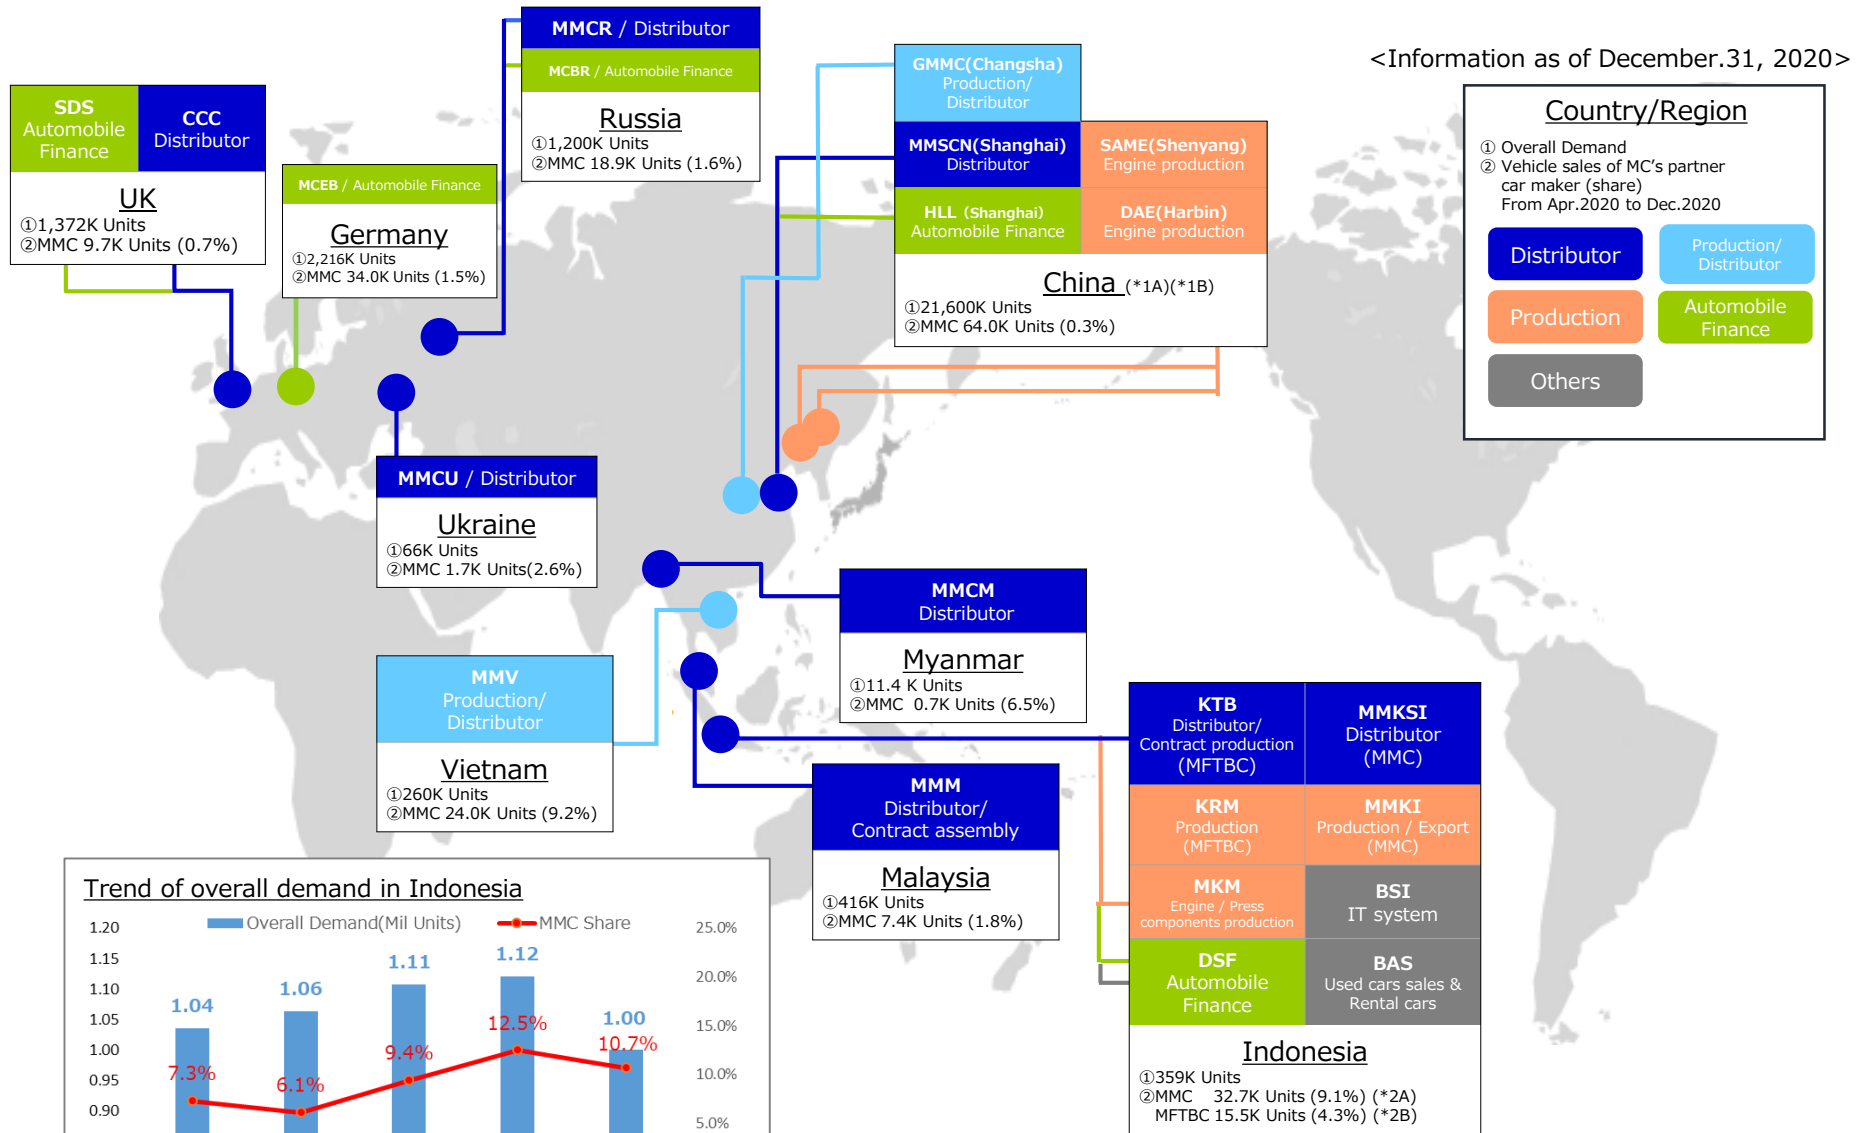 <Information as of December.31, 2020>
Country/Region
① Overall Demand
② Vehicle sales of MC's partner
car maker (share)
From Apr.2020 to Dec.2020
Distributor
Production/
Distributor
Production
Automobile
Finance
Others
SDS
Automobile
Finance
CCC
Distributor
UK
①1,372K Units
②MMC 9.7K Units (0.7%)
MCEB / Automobile Finance
Germany
①2,216K Units
②MMC 34.0K Units (1.5%)
MMCR / Distributor
MCBR / Automobile Finance
Russia
①1,200K Units
②MMC 18.9K Units (1.6%)
GMMC(Changsha)
Production/
Distributor
MMSCN(Shanghai)
Distributor
SAME(Shenyang)
Engine production
HLL (Shanghai)
Automobile Finance
DAE(Harbin)
Engine production
China (*1A)(*1B)
①21,600K Units
②MMC 64.0K Units (0.3%)
MMCU / Distributor
Ukraine
①66K Units
②MMC 1.7K Units(2.6%)
MMCM
Distributor
Myanmar
①11.4 K Units
②MMC 0.7K Units (6.5%)
MMV
Production/
Distributor
Vietnam
①260K Units
②MMC 24.0K Units (9.2%)
MMM
Distributor/
Contract assembly
Malaysia
①416K Units
②MMC 7.4K Units (1.8%)
KTB
Distributor/
Contract production
(MFTBC)
MMKSI
Distributor
(MMC)
KRM
Production
(MFTBC)
MMKI
Production / Export
(MMC)
MKM
Engine / Press
components production
BSI
IT system
DSF
Automobile
Finance
BAS
Used cars sales &
Rental cars
Indonesia
①359K Units
②MMC 32.7K Units (9.1%) (*2A)
MFTBC 15.5K Units (4.3%) (*2B)
Trend of overall demand in Indonesia
Overall Demand(Mil Units)
MMC Share
1.20
1.15
1.10
1.05
1.00
0.95
0.90
1.04
1.06
1.11
1.12
1.00
7.3%
6.1%
9.4%
12.5%
10.7%
25.0%
20.0%
15.0%
10.0%
5.0%